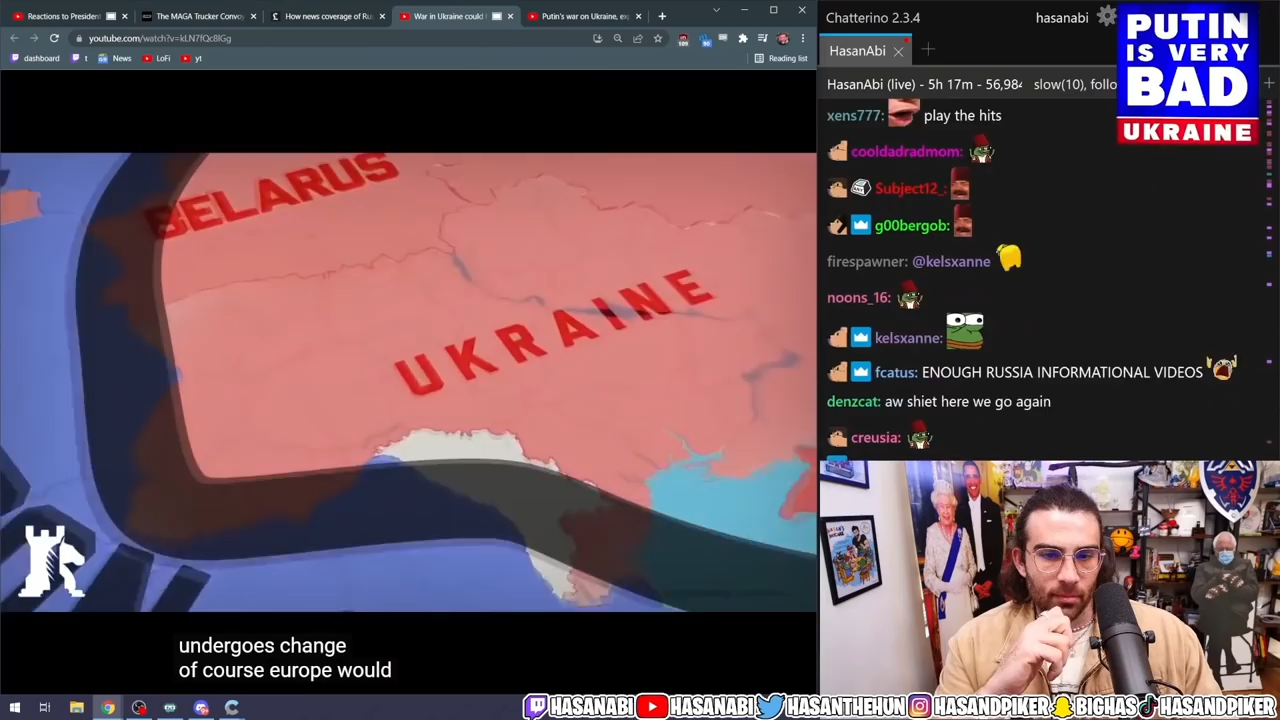 Reactions to President
The MAGA Trucker Convoy
How news coverage of Rus
War in Ukraine could
Putin's war on Ukraine, ex
youtube.com/watch?v=kLN7fQc8lGg
dashboard
t
News
LoFi
yt
Reading list
BELARUS
UKRAINE
undergoes change
of course europe would
Chatterino 2.3.4
hasanabi
HasanAbi
HasanAbi (live) - 5h 17m - 56,984
slow(10), follo
PUTIN
IS VERY
BAD
UKRAINE
xens777: play the hits
cooldadradmom:
Subject12_:
g00bergob:
firespawner: @kelsxanne
noons_16:
kelsxanne:
fcatus: ENOUGH RUSSIA INFORMATIONAL VIDEOS
denzcat: aw shiet here we go again
creusia:
HASANABI HASANABI HASANTHEHUN HASANDPIKER BIGHAS HASANDPIKER